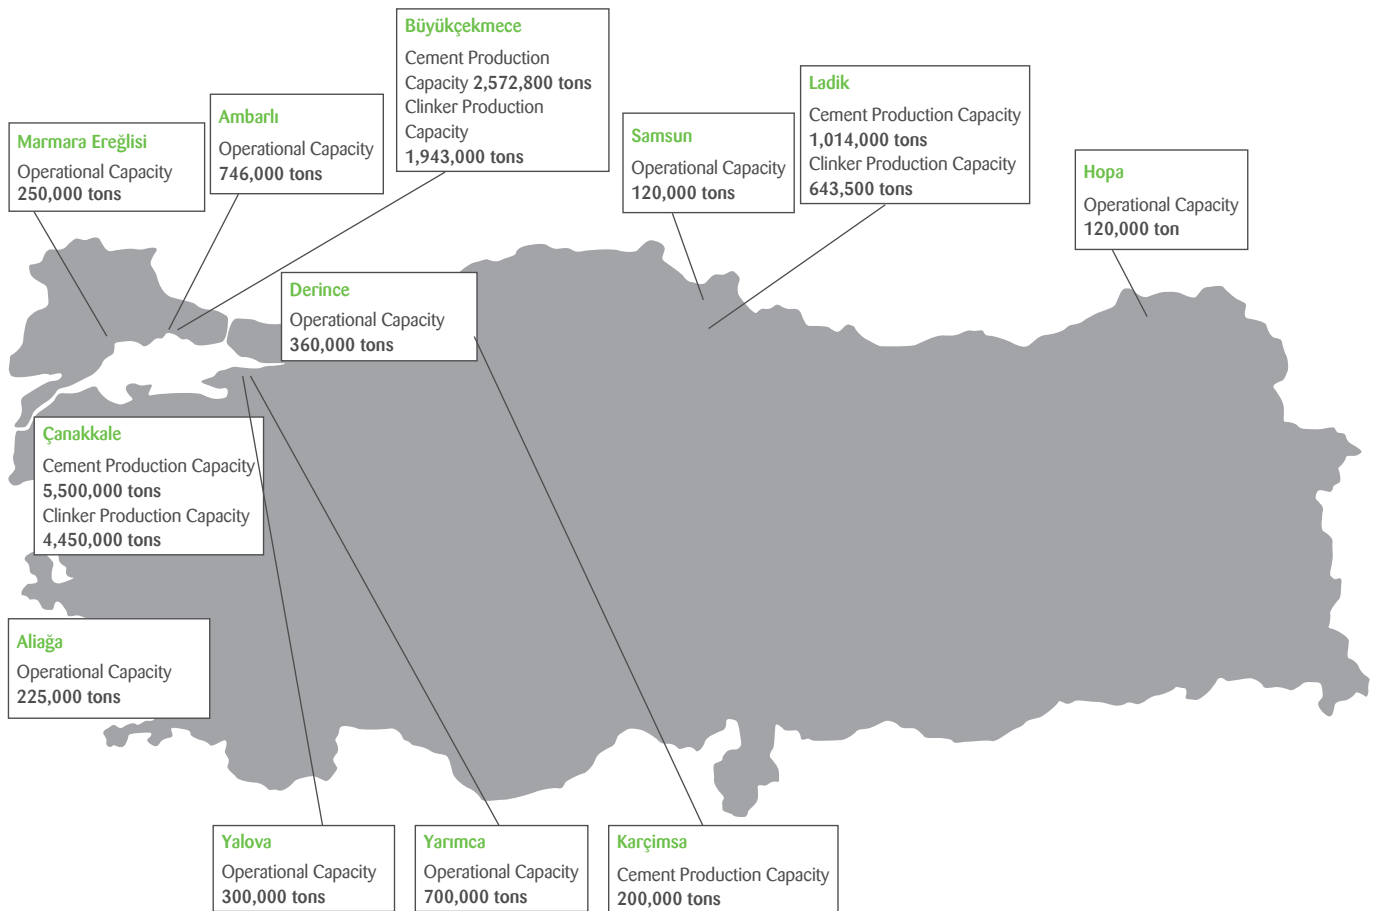 Büyükçekmece
Cement Production
Capacity 2,572,800 tons
Clinker Production
Capacity
1,943,000 tons
Ladik
Cement Production Capacity
1,014,000 tons
Clinker Production Capacity
643,500 tons
Ambarlı
Operational Capacity
746,000 tons
Marmara Ereğlisi
Operational Capacity
250,000 tons
Samsun
Operational Capacity
120,000 tons
Hopa
Operational Capacity
120,000 ton
Derince
Operational Capacity
360,000 tons
Çanakkale
Cement Production Capacity
5,500,000 tons
Clinker Production Capacity
4,450,000 tons
Aliağa
Operational Capacity
225,000 tons
Yalova
Operational Capacity
300,000 tons
Yarımca
Operational Capacity
700,000 tons
Karçimsa
Cement Production Capacity
200,000 tons